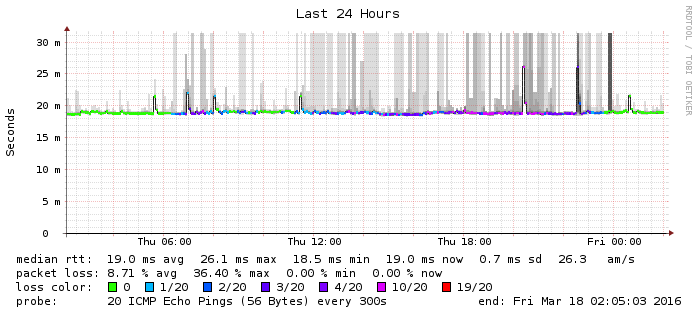 Last 24 Hours
RRDTOOL / TOBI OETIKER
Seconds
30 m
25 m
20 m
15 m
10 m
5 m
0
Thu 06:00 Thu 12:00 Thu 18:00 Fri 00:00
median rtt: 19.0 ms avg 26.1 ms max 18.5 ms min 19.0 ms now 0.7 ms sd 26.3 am/s
packet loss: 8.71 % avg 36.40 % max 0.00 % min 0.00 % now
loss color: 0 1/20 2/20 3/20 4/20 10/20 19/20
probe: 20 ICMP Echo Pings (56 Bytes) every 300s end: Fri Mar 18 02:05:03 2016